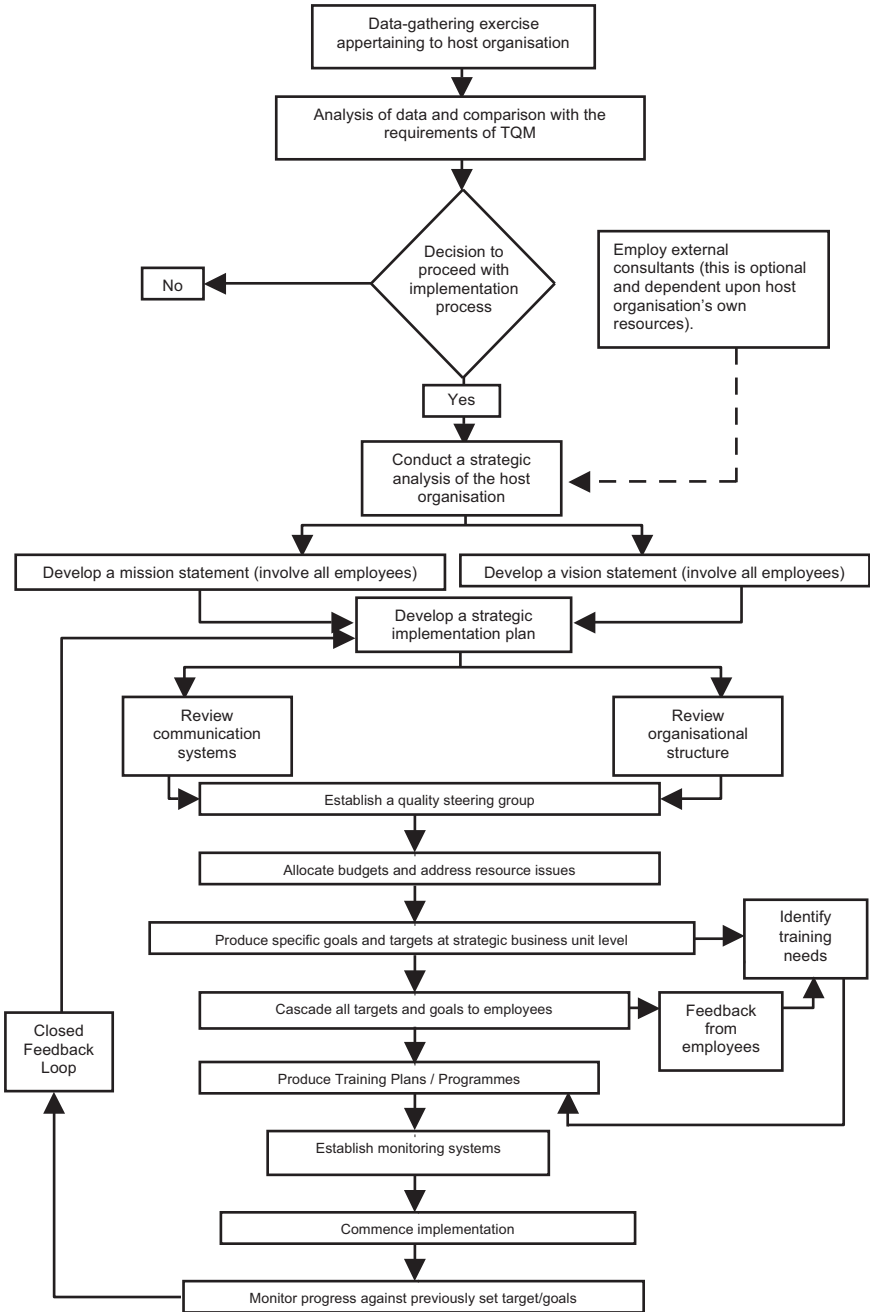 Data-gathering exercise
appertaining to host organisation
Analysis of data and comparison with the
requirements of TQM
Decision to
proceed with
implementation
process
No
Employ external
consultants (this is optional
and dependent upon host
organisation's own
resources).
Yes
Conduct a strategic
analysis of the host
organisation
Develop a mission statement (involve all employees)
Develop a vision statement (involve all employees)
Develop a strategic
implementation plan
Review
communication
systems
Review
organisational
structure
Establish a quality steering group
Allocate budgets and address resource issues
Produce specific goals and targets at strategic business unit level
Identify
training
needs
Cascade all targets and goals to employees
Feedback
from
employees
Closed
Feedback
Loop
Produce Training Plans / Programmes
Establish monitoring systems
Commence implementation
Monitor progress against previously set target/goals